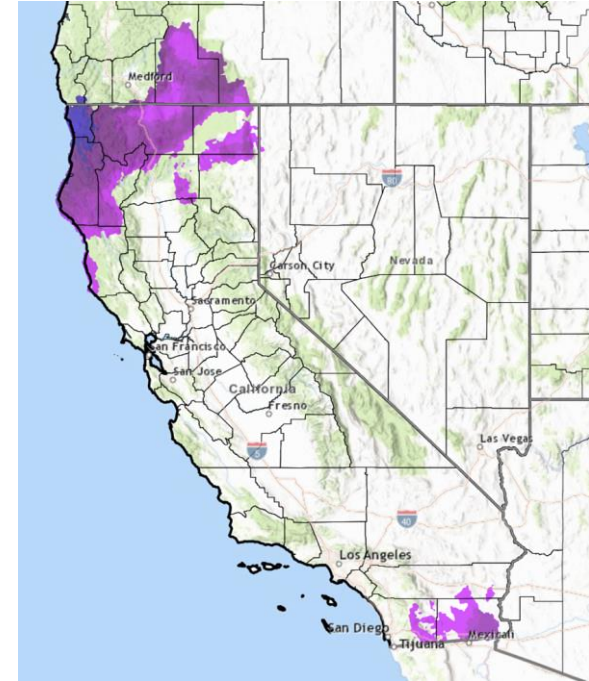 Medford
80
Carson City
Nevada
Sacramento
San Francisco
San Jose
California
Fresno
5
Las Vegas
40
Los Angeles
San Diego
Mexicali
Tijuana